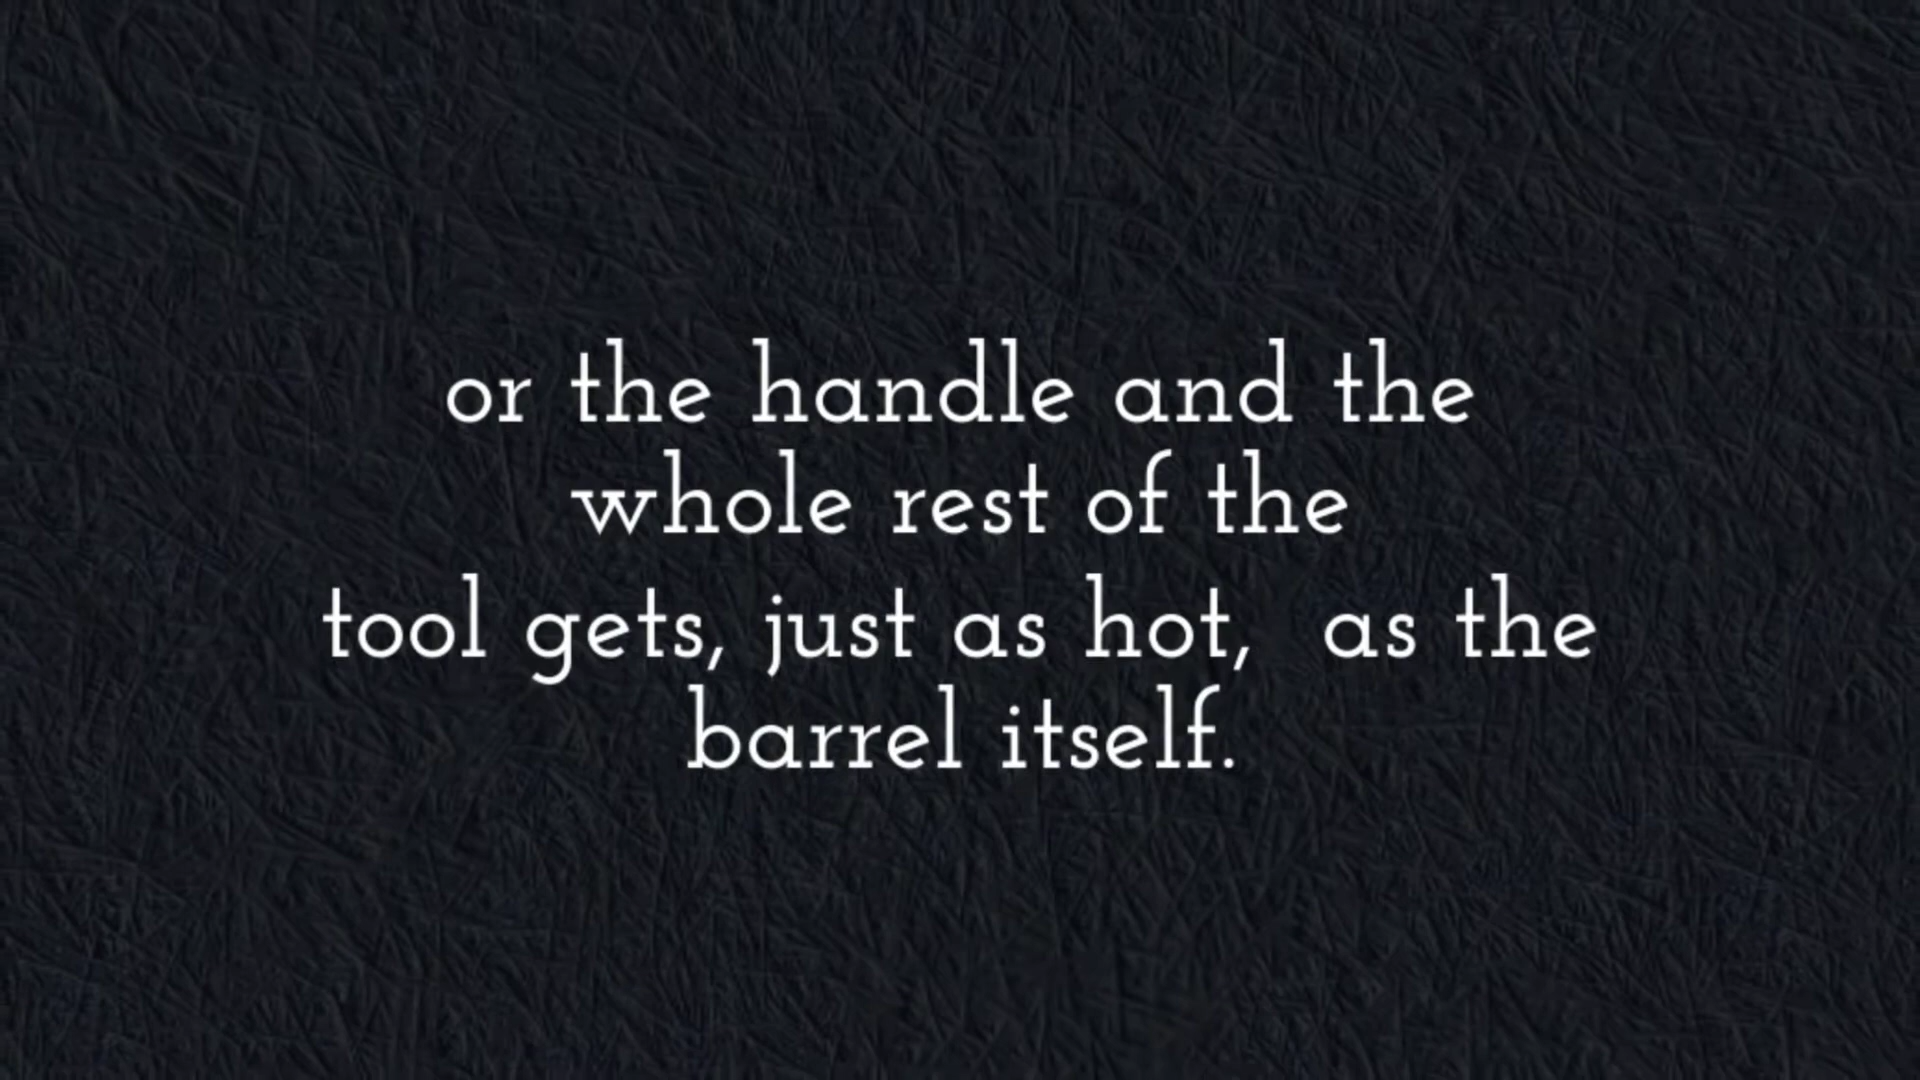 or the handle and the
whole rest of the
tool gets, just as hot,  as the
barrel itself.